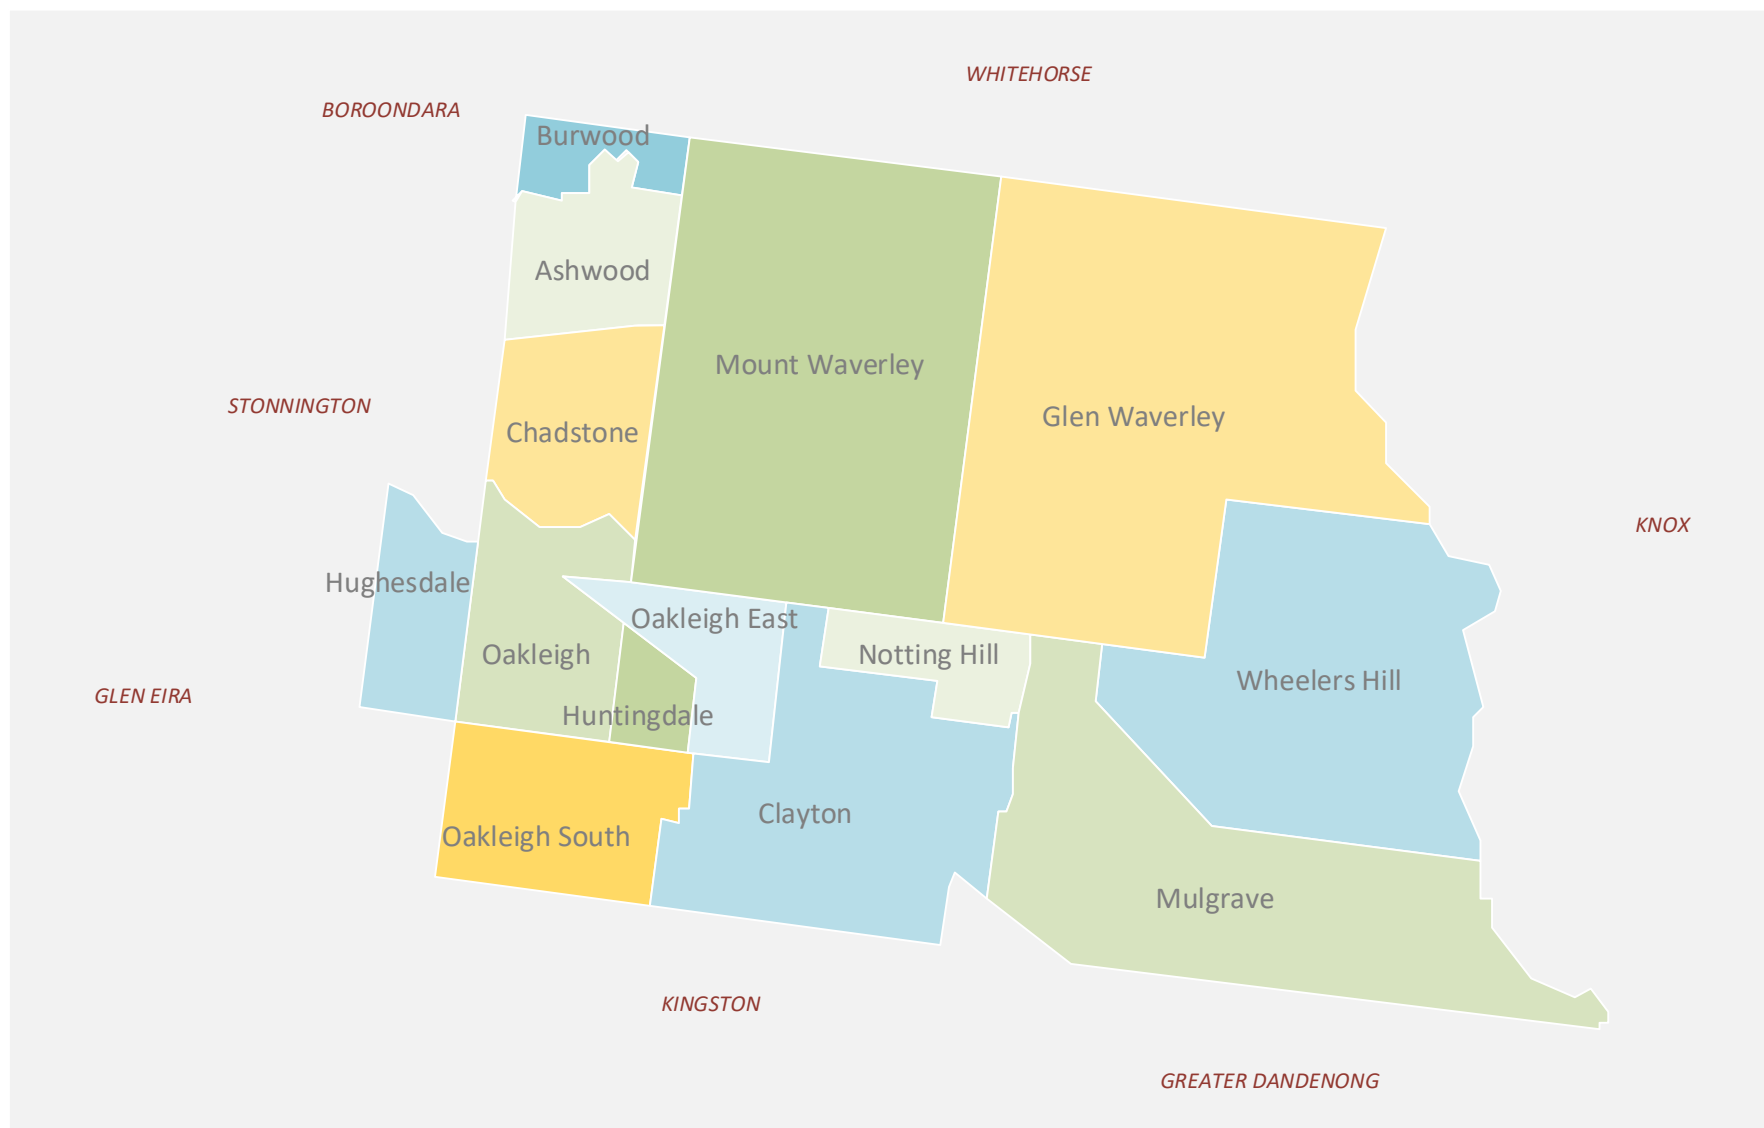 WHITEHORSE
BOROONDARA
Burwood
Ashwood
Mount Waverley
STONNINGTON
Glen Waverley
Chadstone
KNOX
Hughesdale
Oakleigh East
Oakleigh
Notting Hill
Wheelers Hill
GLEN EIRA
Huntingdale
Clayton
Oakleigh South
Mulgrave
KINGSTON
GREATER DANDENONG